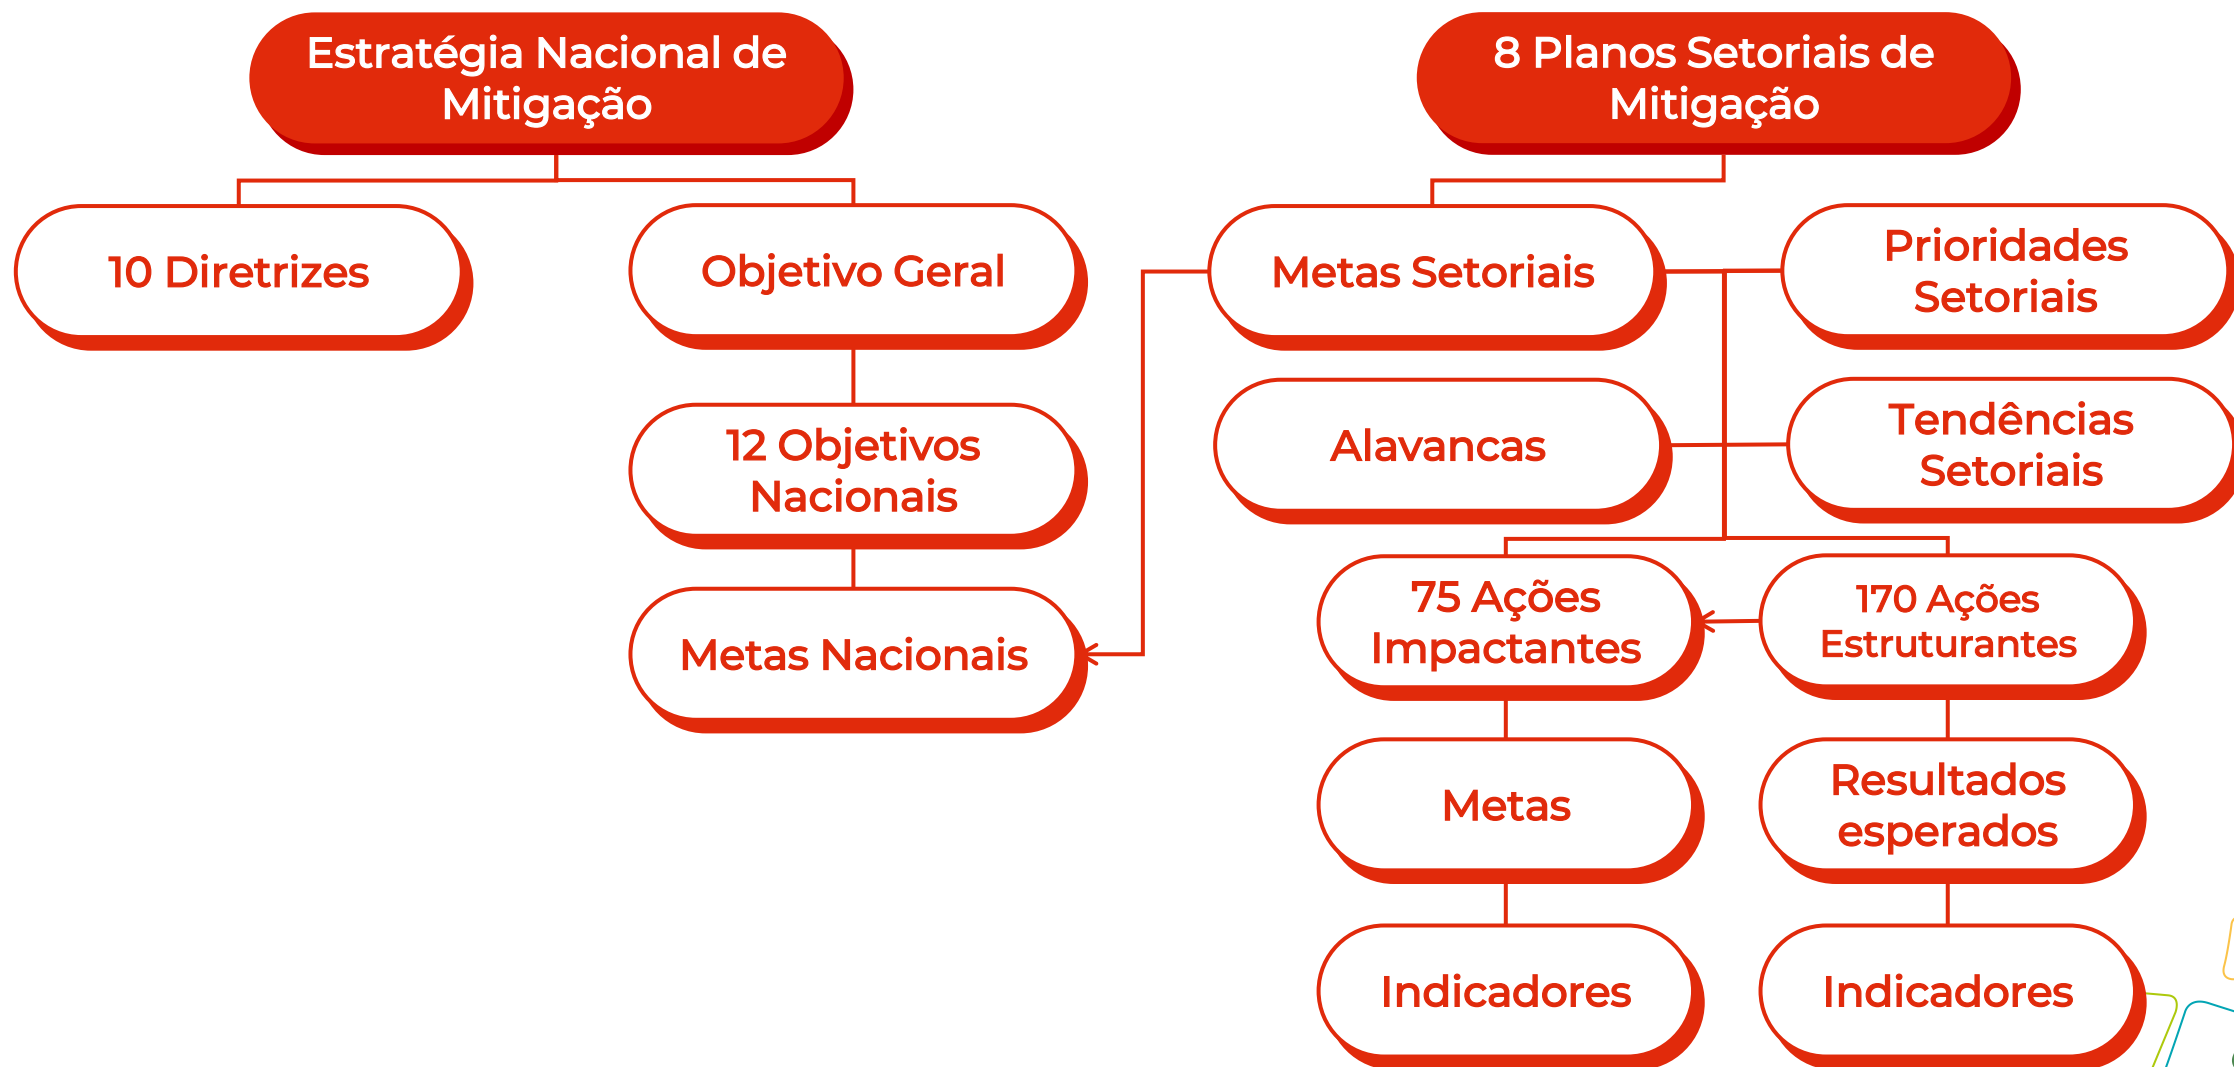 Estratégia Nacional de
Mitigação
10 Diretrizes
Objetivo Geral
12 Objetivos
Nacionais
Metas Nacionais
8 Planos Setoriais de
Mitigação
Metas Setoriais
Prioridades
Setoriais
Alavancas
Tendências
Setoriais
75 Ações
Impactantes
170 Ações
Estruturantes
Metas
Resultados
esperados
Indicadores
Indicadores